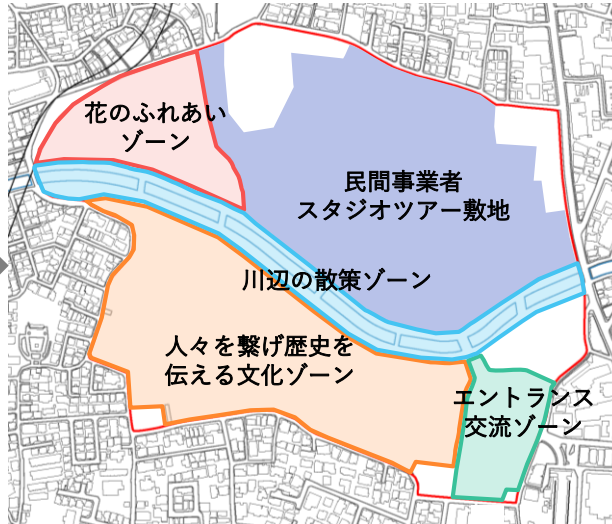 花のふれあい
ゾーン
民間事業者
スタジオツアー敷地
川辺の散策ゾーン
人々を繋げ歴史を
伝える文化ゾーン
エントランス
交流ゾーン